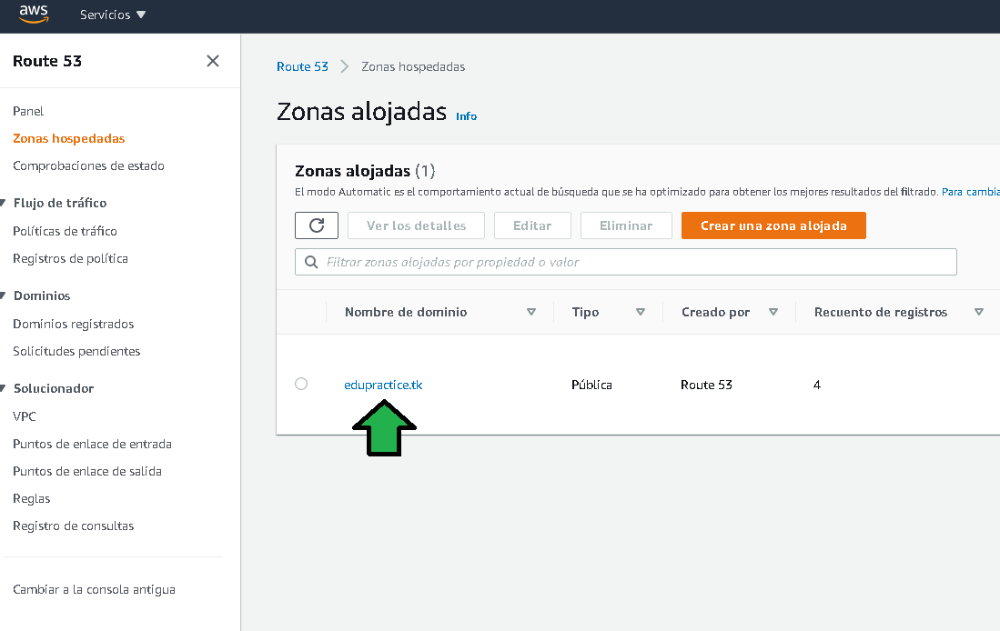 aws
Servicios
Route 53
Panel
Zonas hospedadas
Comprobaciones de estado
Flujo de tráfico
Políticas de tráfico
Registros de política
Dominios
Dominios registrados
Solicitudes pendientes
Solucionador
VPC
Puntos de enlace de entrada
Puntos de enlace de salida
Reglas
Registro de consultas
Cambiar a la consola antigua
Route 53 > Zonas hospedadas
Zonas alojadas Info
Zonas alojadas (1)
El modo Automatic es el comportamiento actual de búsqueda que se ha optimizado para obtener los mejores resultados del filtrado. Para cambia
Ver los detalles Editar Eliminar Crear una zona alojada
Filtrar zonas alojadas por propiedad o valor
Nombre de dominio Tipo Creado por Recuento de registros
edupractice.tk Pública Route 53 4